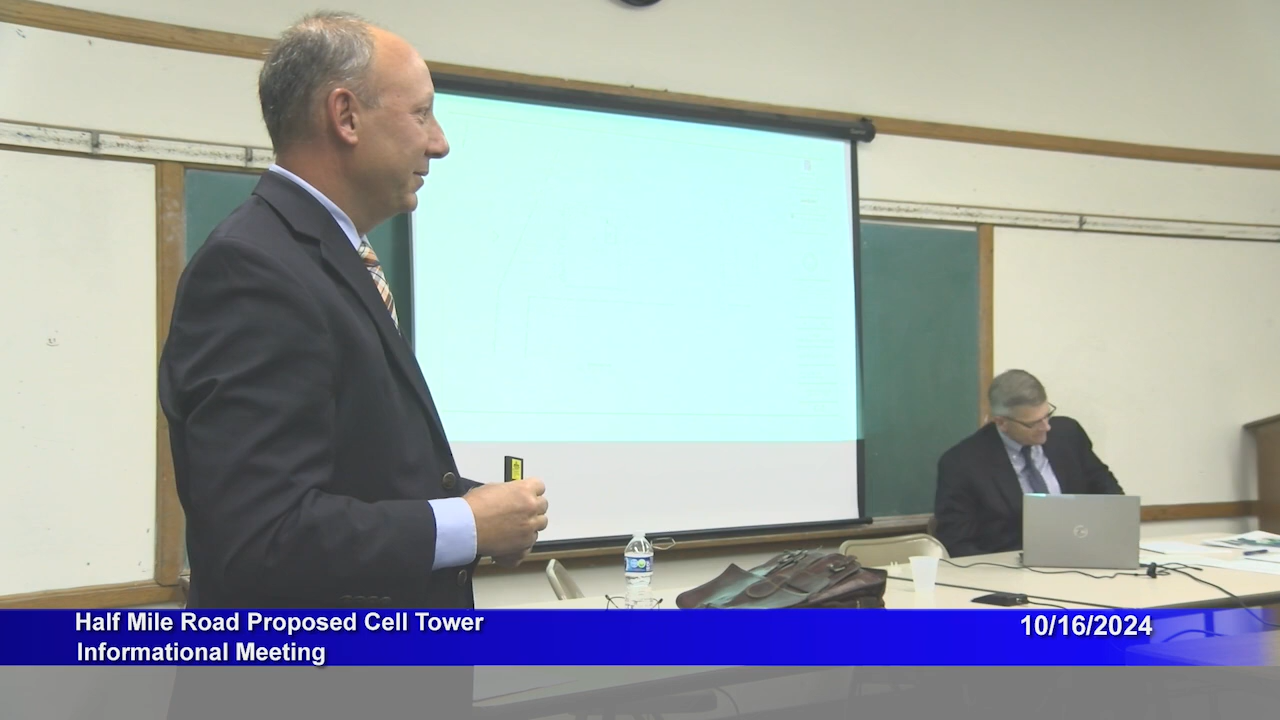 Half Mile Road Proposed Cell Tower
Informational Meeting
10/16/2024